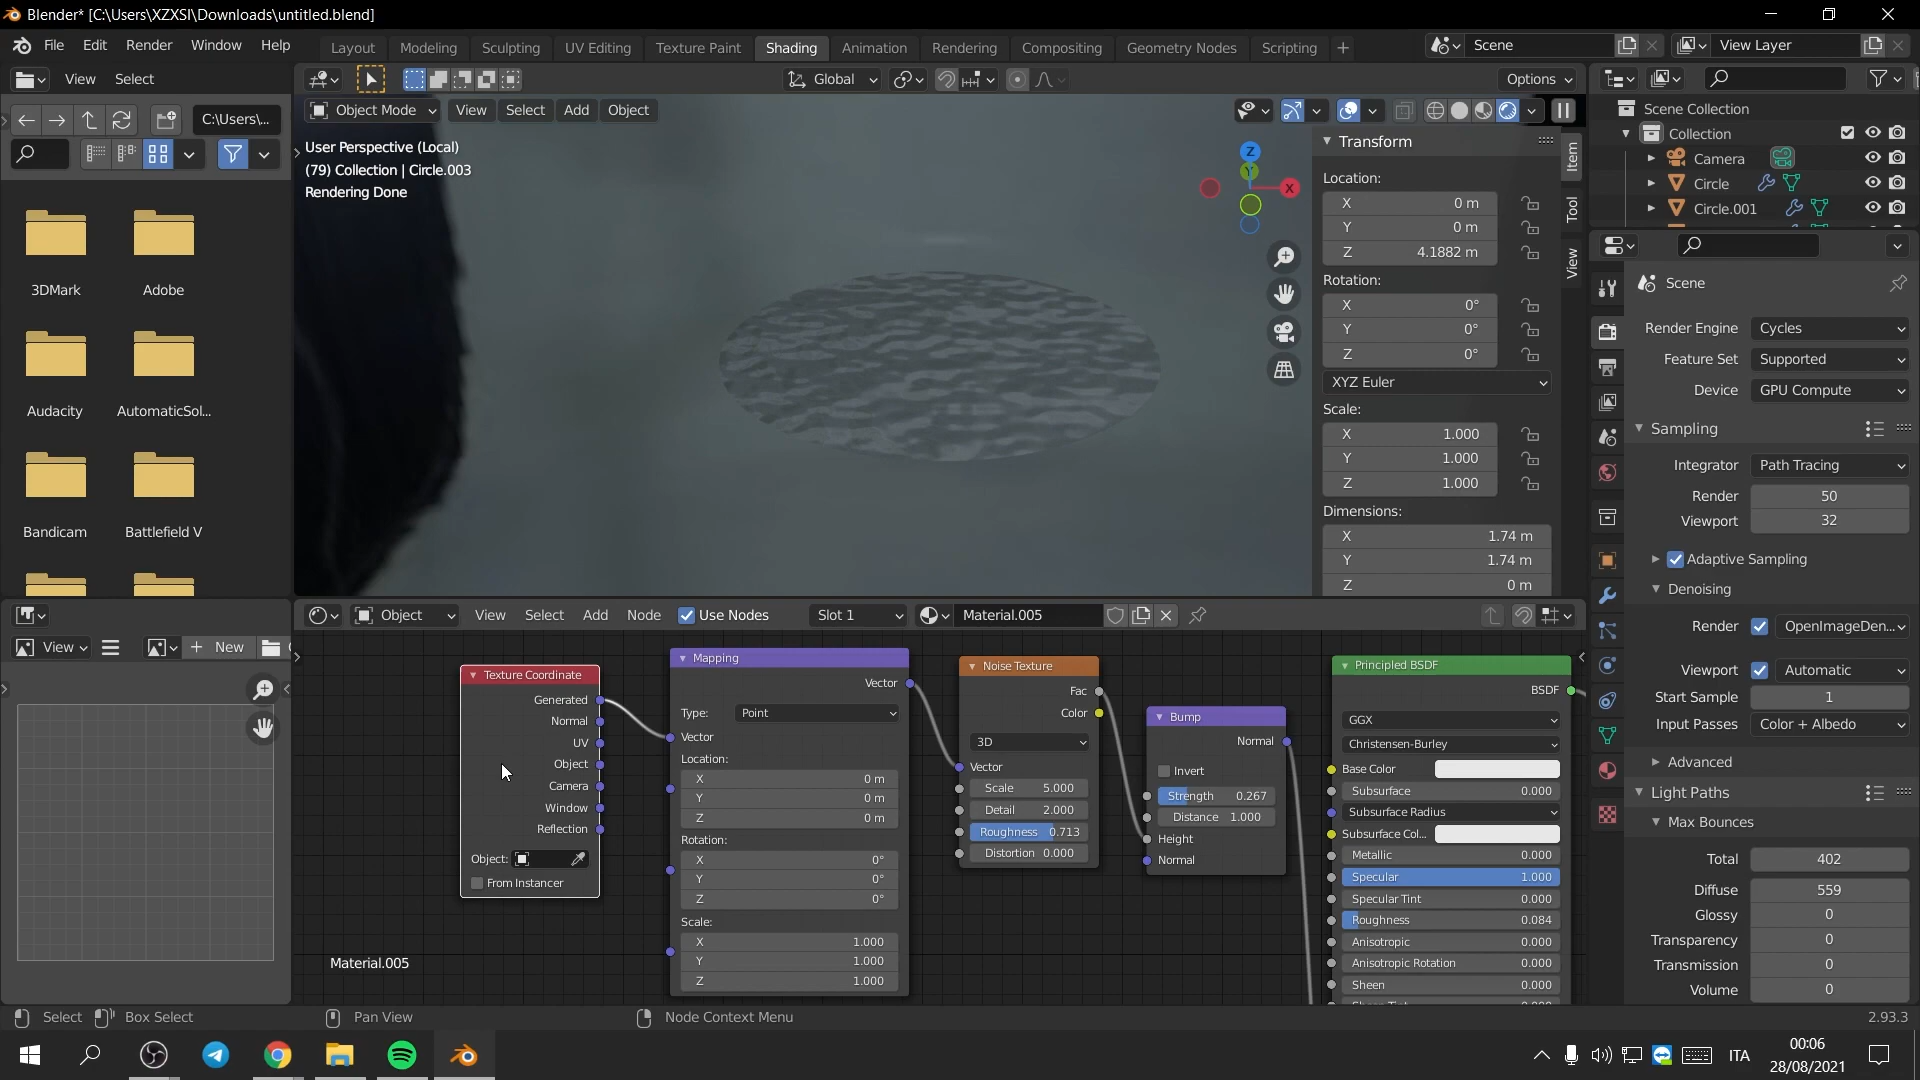 Blender* [C:\Users\XZXSI\Downloads\untitled.blend]
File Edit Render Window Help Layout Modeling Sculpting UV Editing Texture Paint Shading Animation Rendering Compositing Geometry Nodes Scripting Scene View Layer
View Select Global Options
C:\Users\...
Object Mode View Select Add Object
User Perspective (Local)
(79) Collection | Circle.003
Rendering Done
3DMark Adobe
Audacity AutomaticSol...
Bandicam Battlefield V
Z Y X
Transform
Location:
X 0 m
Y 0 m
Z 4.1882 m
Rotation:
X 0°
Y 0°
Z 0°
XYZ Euler
Scale:
X 1.000
Y 1.000
Z 1.000
Dimensions:
X 1.74 m
Y 1.74 m
Z 0 m
Item
Tool
View
Scene Collection
Collection
Camera
Circle
Circle.001
Scene
Render Engine Cycles
Feature Set Supported
Device GPU Compute
Sampling
Integrator Path Tracing
Render 50
Viewport 32
Adaptive Sampling
Denoising
Render OpenImageDen...
Viewport Automatic
Start Sample 1
Input Passes Color + Albedo
Advanced
Light Paths
Max Bounces
Total 402
Diffuse 559
Glossy 0
Transparency 0
Transmission 0
Volume 0
View New
Object View Select Add Node Use Nodes Slot 1 Material.005
Texture Coordinate
Generated
Normal
UV
Object
Camera
Window
Reflection
Object:
From Instancer
Mapping
Vector
Type: Point
Vector
Location:
X 0 m
Y 0 m
Z 0 m
Rotation:
X 0°
Y 0°
Z 0°
Scale:
X 1.000
Y 1.000
Z 1.000
Noise Texture
Fac
Color
3D
Vector
Scale 5.000
Detail 2.000
Roughness 0.713
Distortion 0.000
Bump
Normal
Invert
Strength 0.267
Distance 1.000
Height
Normal
Principled BSDF
BSDF
GGX
Christensen-Burley
Base Color
Subsurface 0.000
Subsurface Radius
Subsurface Col...
Metallic 0.000
Specular 1.000
Specular Tint 0.000
Roughness 0.084
Anisotropic 0.000
Anisotropic Rotation 0.000
Sheen 0.000
Material.005
Select Box Select Pan View Node Context Menu 2.93.3
ITA
00:06
28/08/2021